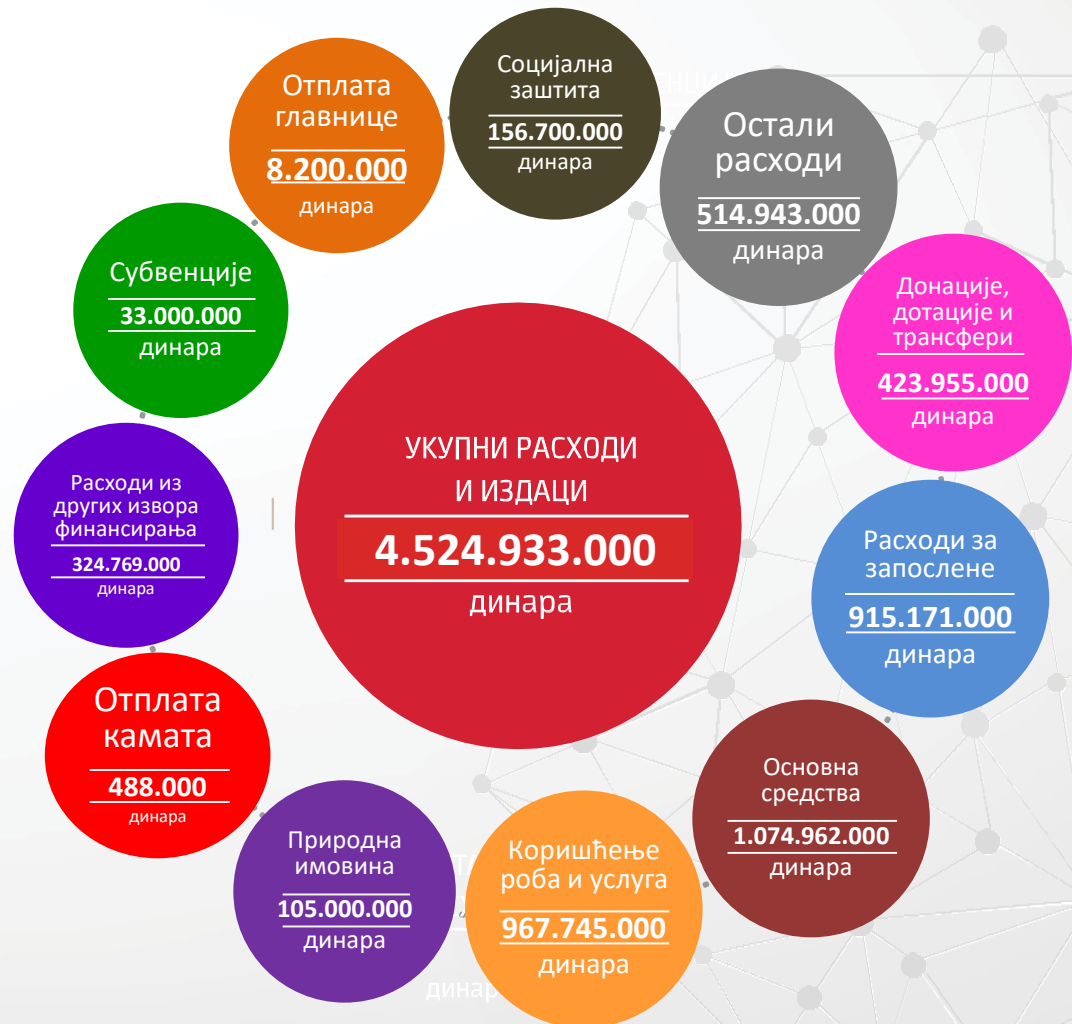 Социјална
заштита
156.700.000
динара
Остали
расходи
514.943.000
динара
Донације,
дотације и
трансфери
423.955.000
динара
Расходи за
запослене
915.171.000
динара
Основна
средства
1.074.962.000
динара
Коришћење
роба и услуга
967.745.000
динара
Природна
имовина
105.000.000
динара
Отплата
камата
488.000
динара
Расходи из
других извора
финансирања
324.769.000
динара
Субвенције
33.000.000
динара
Отплата
главнице
8.200.000
динара
УКУПНИ РАСХОДИ
И ИЗДАЦИ
4.524.933.000
динара